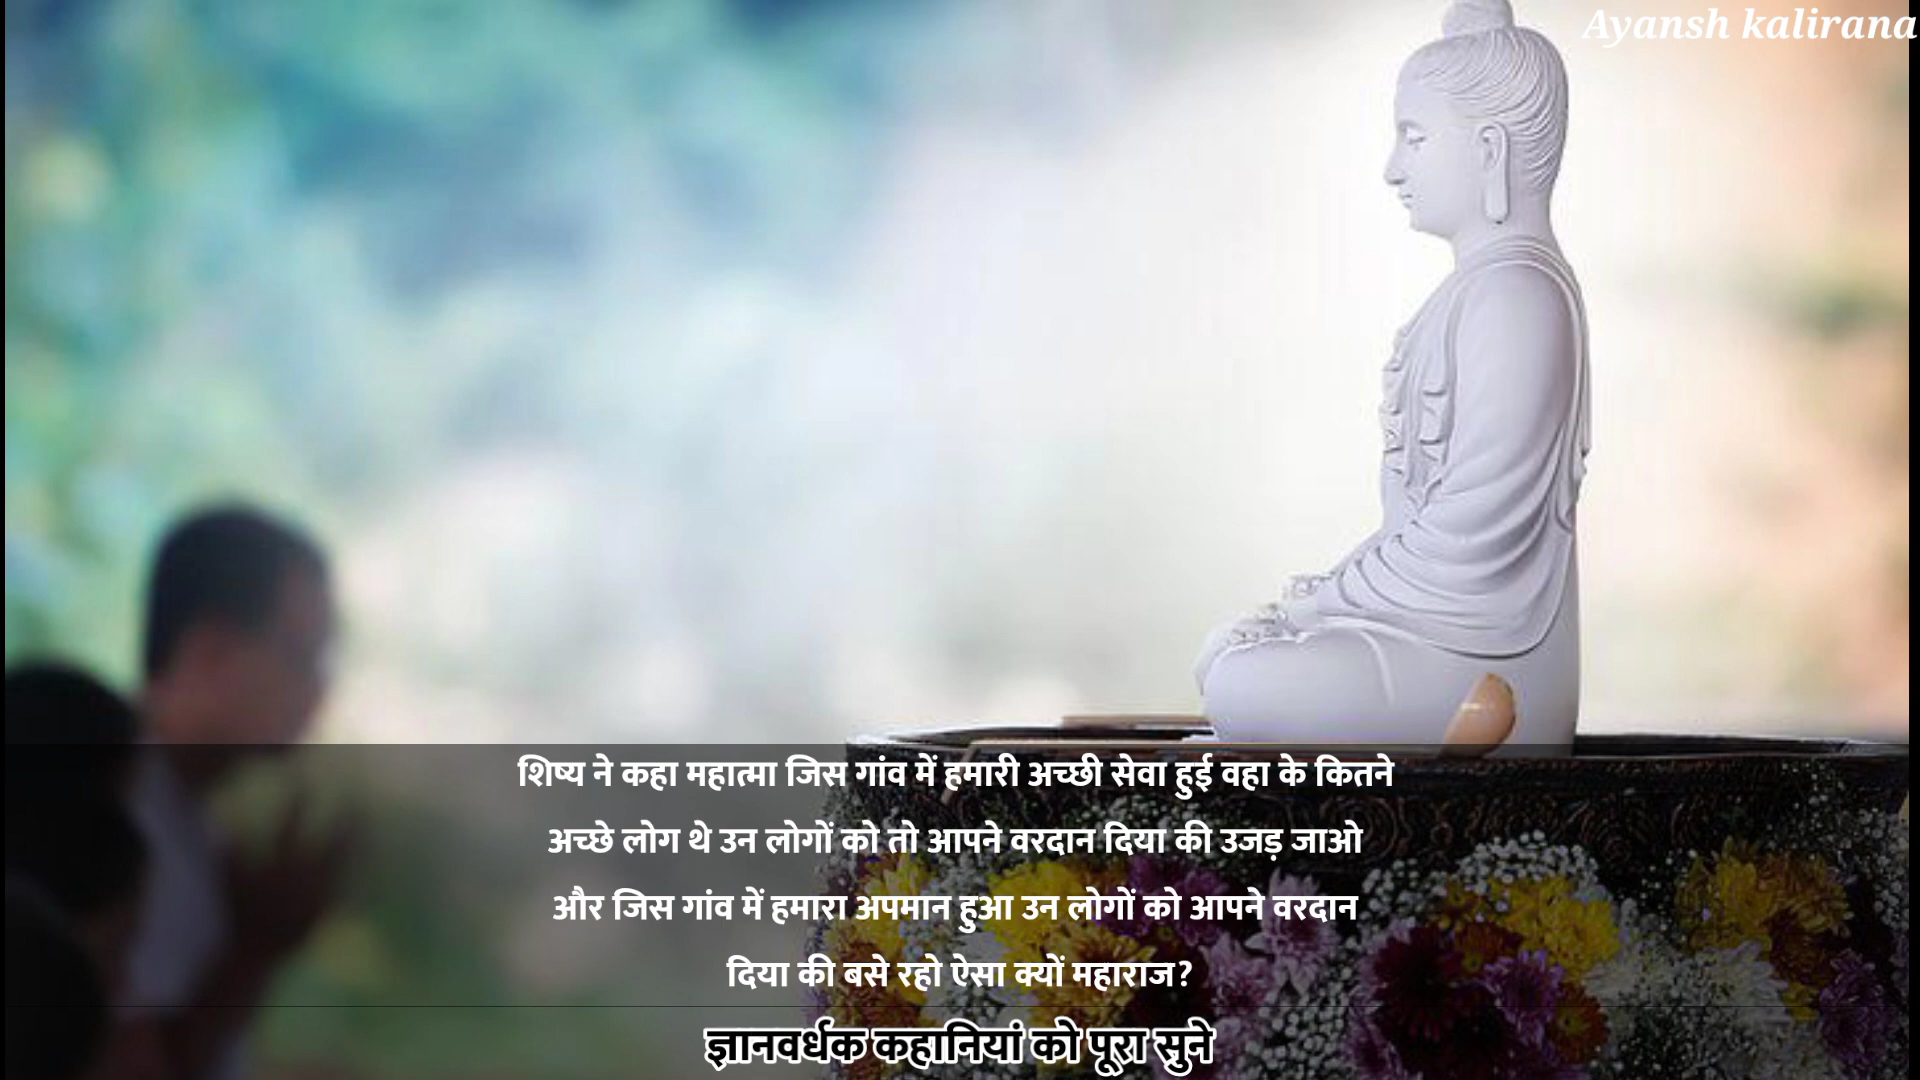 Ayansh kalirana
शिष्य ने कहा महात्मा जिस गांव में हमारी अच्छी सेवा हुई वहा के कितने
अच्छे लोग थे उन लोगों को तो आपने वरदान दिया की उजड़ जाओ
और जिस गांव में हमारा अपमान हुआ उन लोगों को आपने वरदान
दिया की बसे रहो ऐसा क्यों महाराज?
ज्ञानवर्धक कहानियां को पूरा सुने